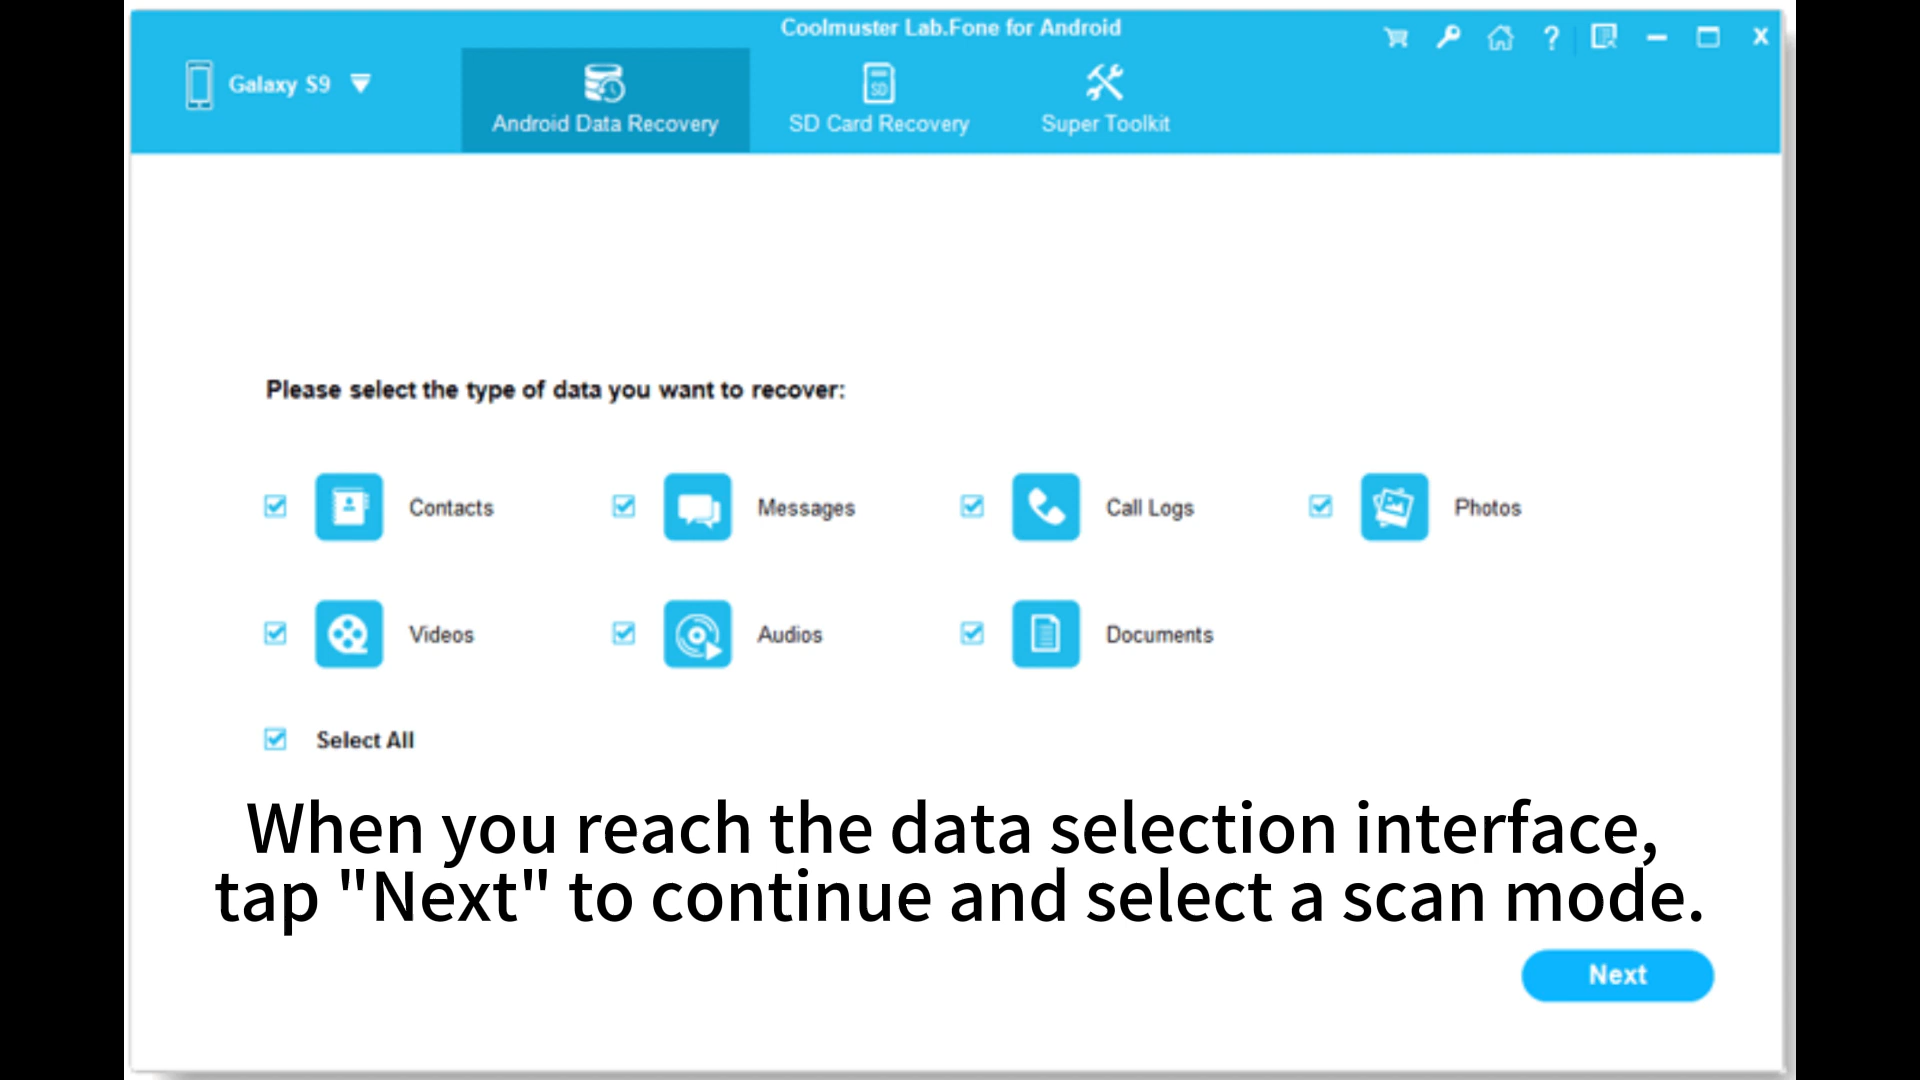 Coolmuster Lab.Fone for Android
Galaxy S9
Android Data Recovery
SD
SD Card Recovery
Super Toolkit
Please select the type of data you want to recover:
Contacts
Messages
Call Logs
Photos
Videos
Audios
Documents
Select All
When you reach the data selection interface,
tap "Next" to continue and select a scan mode.
Next